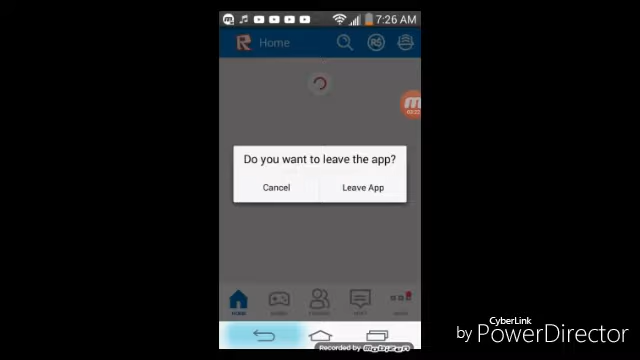 7:26 AM
R Home R$
Do you want to leave the app?
Cancel Leave App
HOME
Recorded by MOBIZEN
CyberLink
by PowerDirector